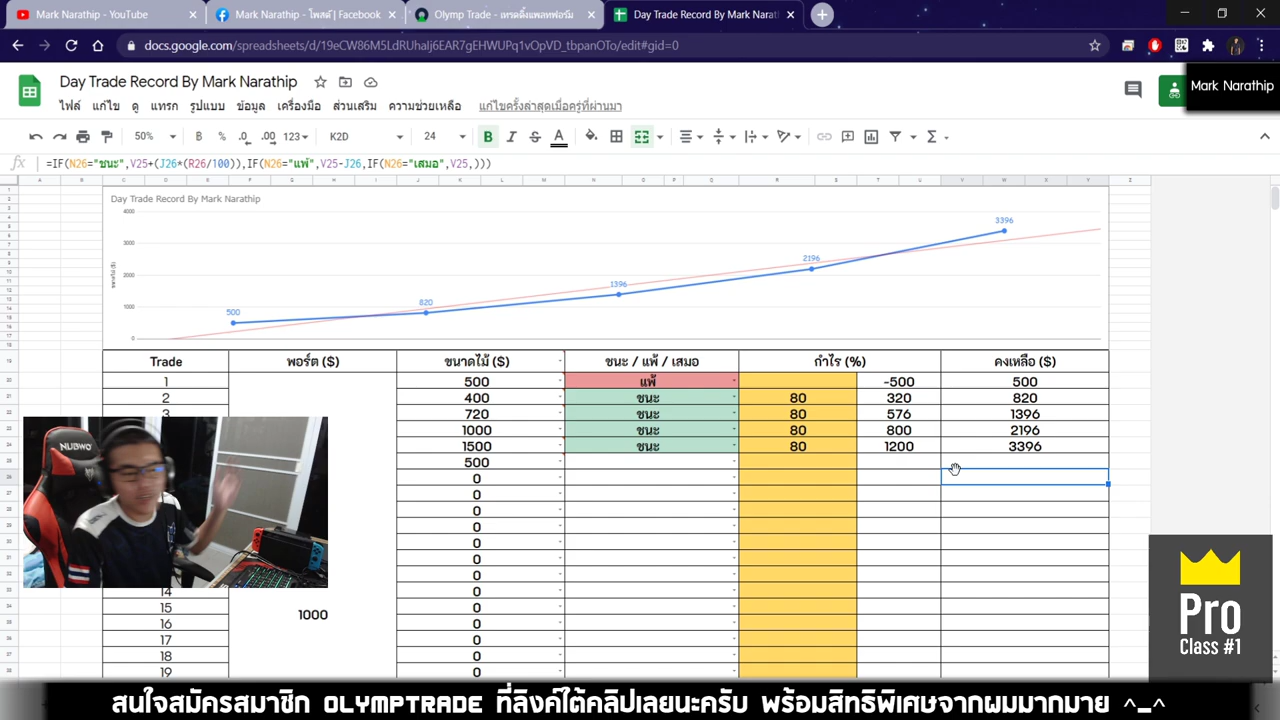 Mark Narathip - YouTube
Mark Narathip - โพสต์ | Facebook
Olymp Trade - เทรดดิ้งแพลทฟอร์ม
Day Trade Record By Mark Narat
docs.google.com/spreadsheets/d/19eCW86M5LdRUhaIj6EAR7gEHWUPq1vOpVD_tbpanOTo/edit#gid=0
Day Trade Record By Mark Narathip
Mark Narathip
ไฟล์ แก้ไข ดู แทรก รูปแบบ ข้อมูล เครื่องมือ ส่วนเสริม ความช่วยเหลือ แก้ไขครั้งล่าสุดเมื่อครู่ที่ผ่านมา
50% ฿ % .0 .00 123 K2D 24 B I S A
fx =IF(N26="ชนะ",V25+(J26*(R26/100)),IF(N26="แพ้",V25-J26,IF(N26="เสมอ",V25,)))
Day Trade Record By Mark Narathip
4000
3000
2000
1000
0
500
820
1396
2196
3396
Trade พอร์ต ($) ขนาดไม้ ($) ชนะ / แพ้ / เสมอ กำไร (%) คงเหลือ ($)
1 500 แพ้ -500 500
2 400 ชนะ 80 320 820
3 720 ชนะ 80 576 1396
1000 ชนะ 80 800 2196
1500 ชนะ 80 1200 3396
500
0
0
0
0
0
0
0
14 0
15 0
1000
16 0
17 0
18 0
19 0
NUBWO
Pro
Class #1
สนใจสมัครสมาชิก OLYMPTRADE ที่ลิงค์ใต้คลิปเลยนะครับ พร้อมสิทธิพิเศษจากผมมากมาย ^_^